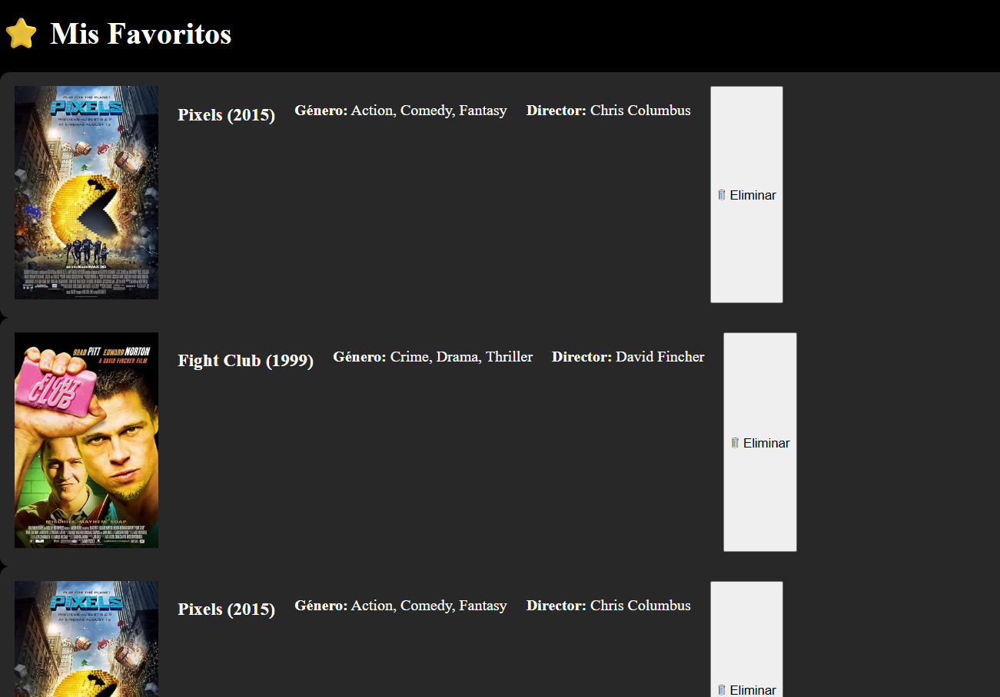 Mis Favoritos
PLAY FOR THE PLANET
PIXELS
PREVIEWS AUGUST 8 & 9
AT CINEMAS AUGUST 12
Pixels (2015)
Género: Action, Comedy, Fantasy
Director: Chris Columbus
Eliminar
BRAD PITT EDWARD NORTON
A DAVID FINCHER FILM
FIGHT CLUB
MISCHIEF. MAYHEM. SOAP.
Fight Club (1999)
Género: Crime, Drama, Thriller
Director: David Fincher
Eliminar
PLAY FOR THE PLANET
PIXELS
PREVIEWS AUGUST 8 & 9
AT CINEMAS AUGUST 12
Pixels (2015)
Género: Action, Comedy, Fantasy
Director: Chris Columbus
Eliminar